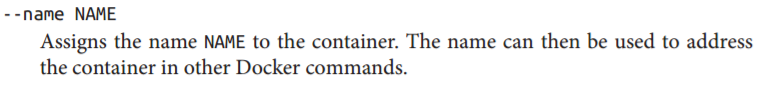 --name NAME
Assigns the name NAME to the container. The name can then be used to address
the container in other Docker commands.